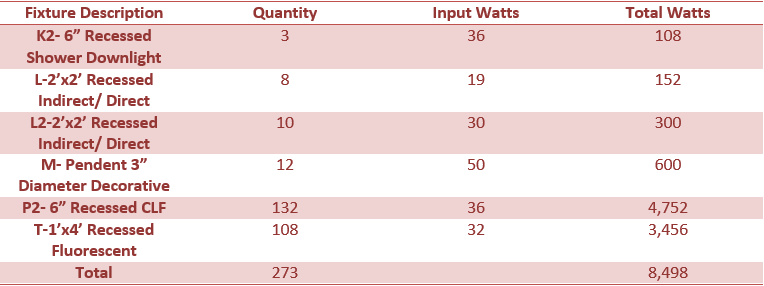 Fixture Description Quantity Input Watts Total Watts
K2- 6” Recessed 3 36 108
Shower Downlight
L-2’x2’ Recessed 8 19 152
Indirect/ Direct
L2-2’x2’ Recessed 10 30 300
Indirect/ Direct
M- Pendent 3” 12 50 600
Diameter Decorative
P2- 6” Recessed CLF 132 36 4,752
T-1’x4’ Recessed 108 32 3,456
Fluorescent
Total 273 8,498